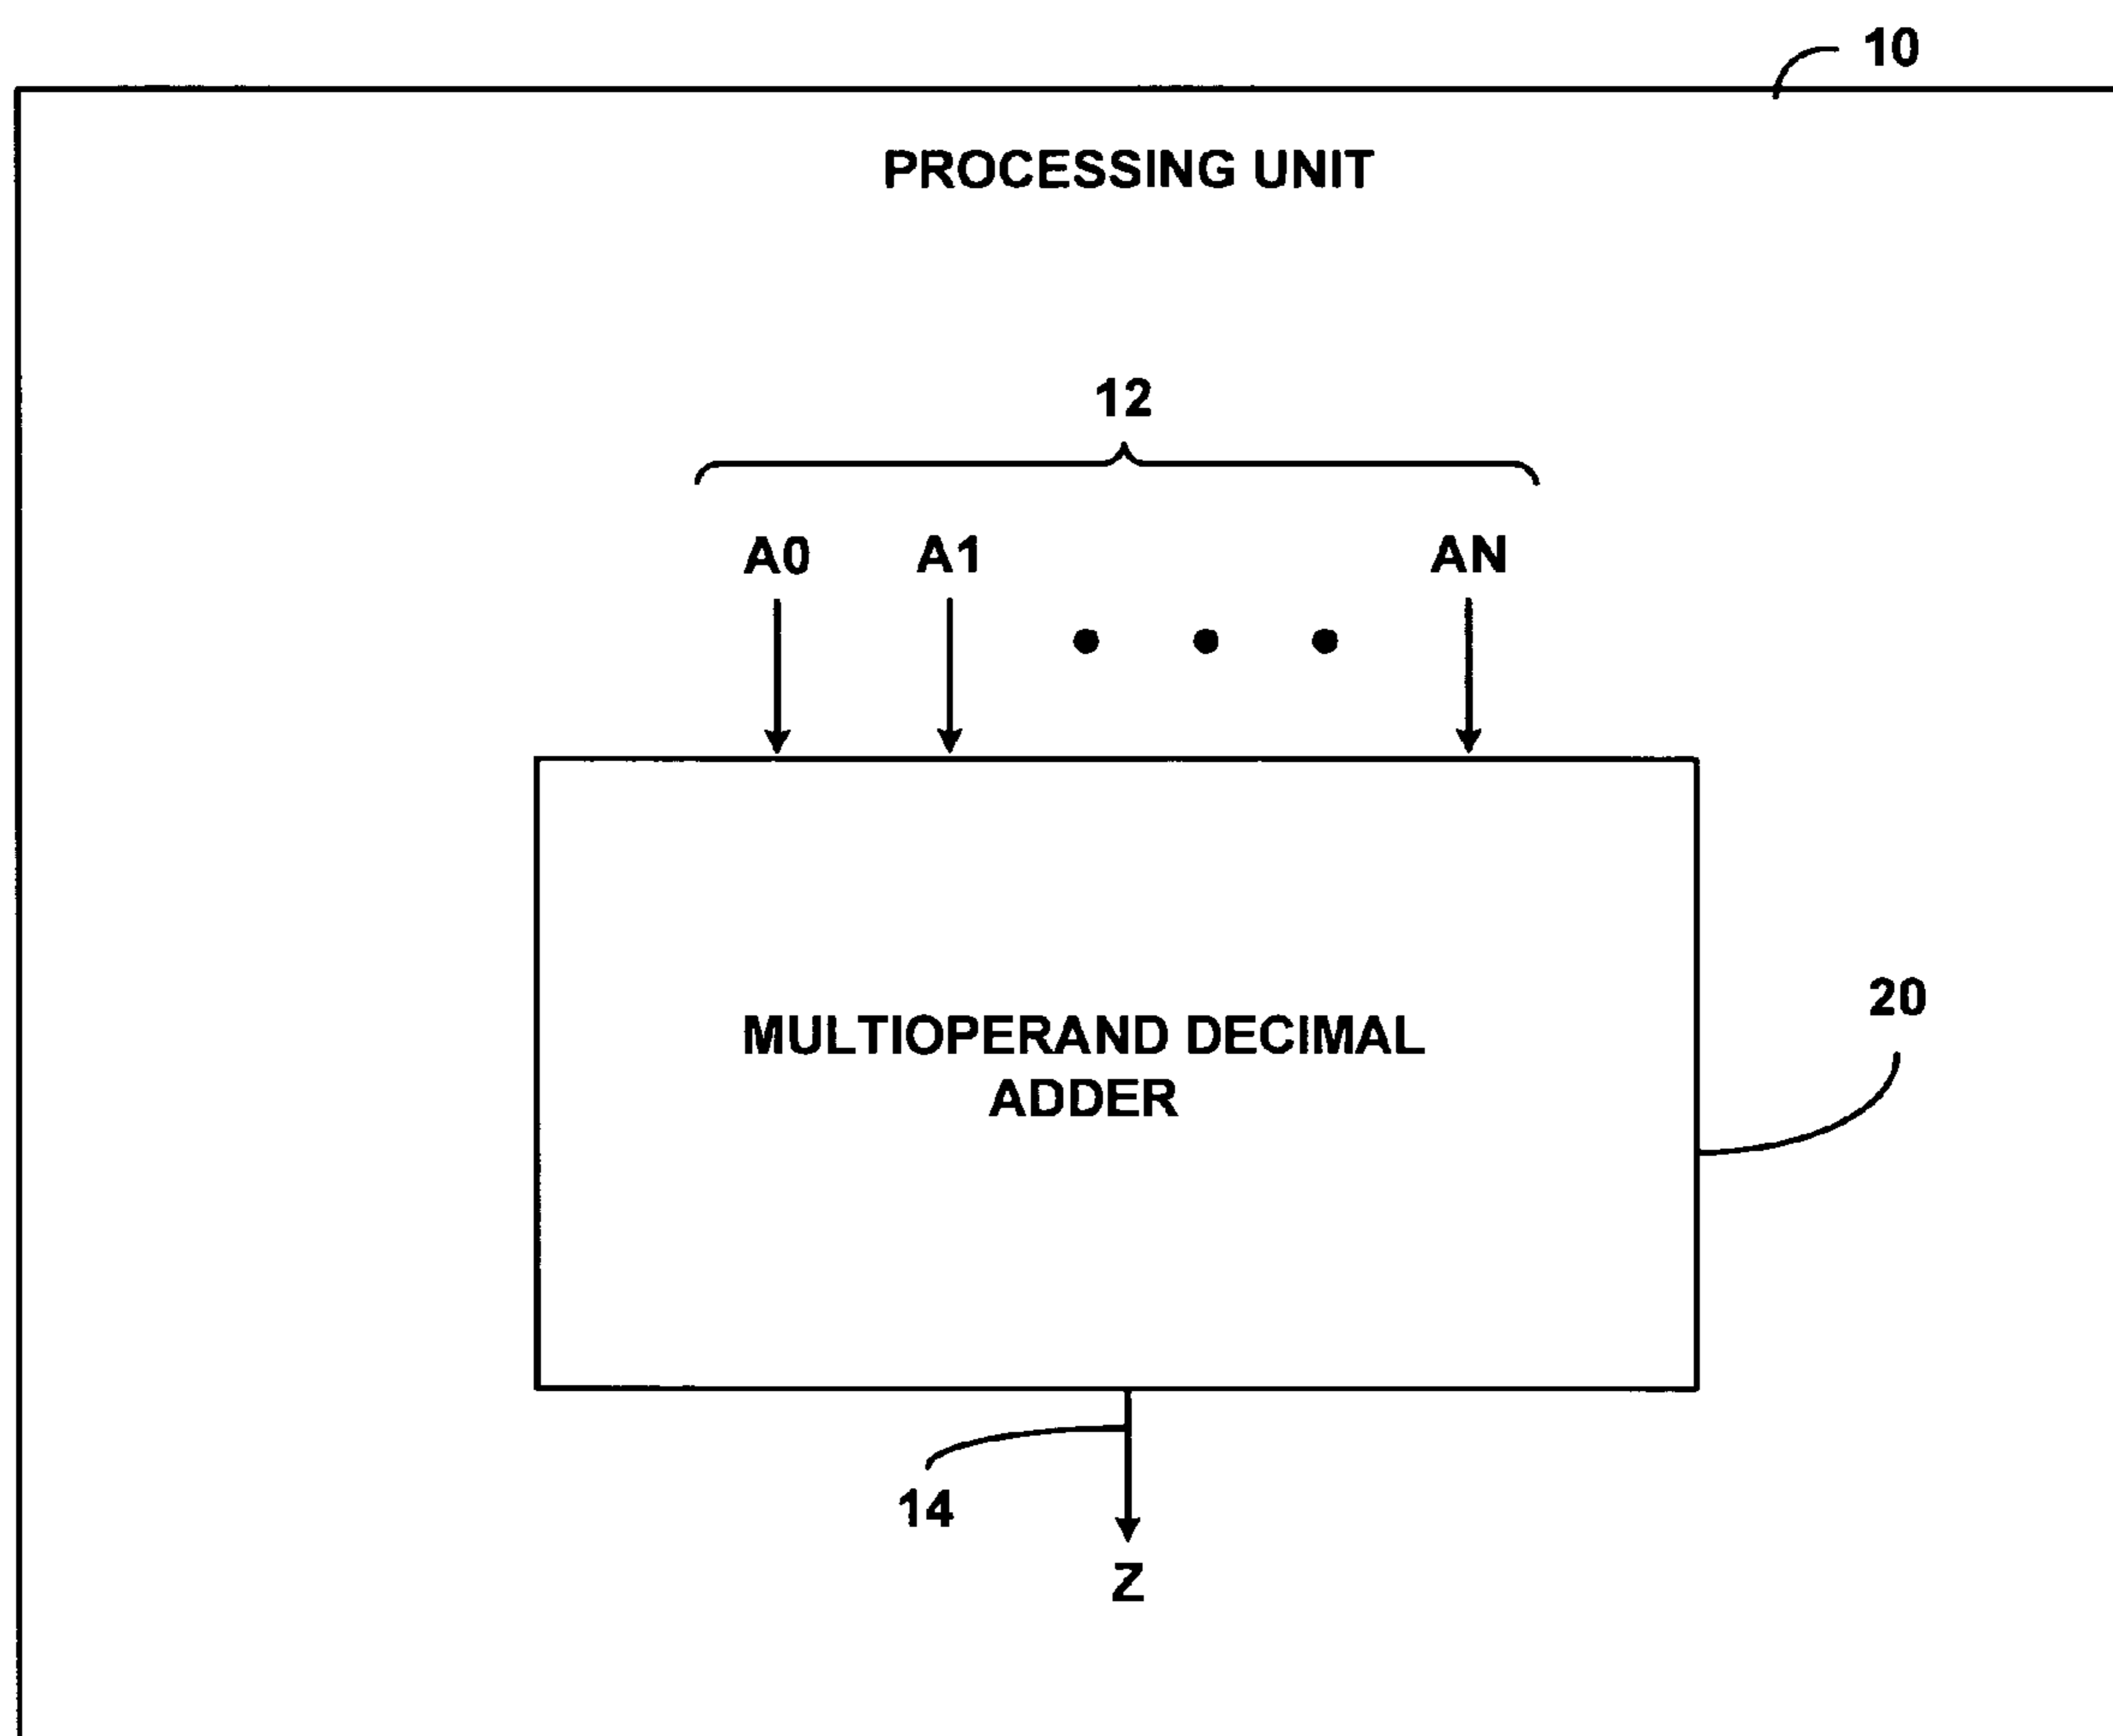 10
PROCESSING UNIT
12
A0 A1 AN
20
MULTIOPERAND DECIMAL
ADDER
14
Z